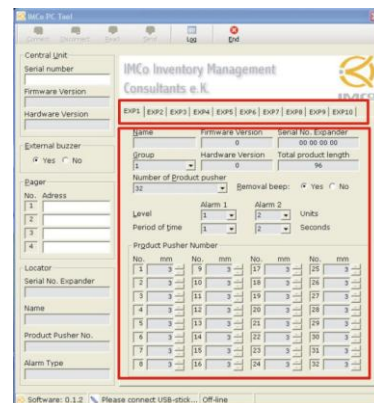 IMCo PC Tool
Connect Disconnect Read Send Log End
Central Unit
Serial number
Firmware Version
Hardware Version
External buzzer
Yes No
Pager
No. Adress
1
2
3
4
Locator
Serial No. Expander
Name
Product Pusher No.
Alarm Type
IMCo Inventory Management
Consultants e.K.
IMCo
EXP1 EXP2 EXP3 EXP4 EXP5 EXP6 EXP7 EXP8 EXP9 EXP10
Name Firmware Version Serial No. Expander
0 00 00 00 00
Group Hardware Version Total product length
1 0 96
Number of Product pusher
32 Removal beep: Yes No
Alarm 1 Alarm 2
Level 1 2 Units
Period of time 1 2 Seconds
Product Pusher Number
No. mm No. mm No. mm No. mm
1 3 9 3 17 3 25 3
2 3 10 3 18 3 26 3
3 3 11 3 19 3 27 3
4 3 12 3 20 3 28 3
5 3 13 3 21 3 29 3
6 3 14 3 22 3 30 3
7 3 15 3 23 3 31 3
8 3 16 3 24 3 32 3
Software: 0.1.2 Please connect USB-stick... Off-line